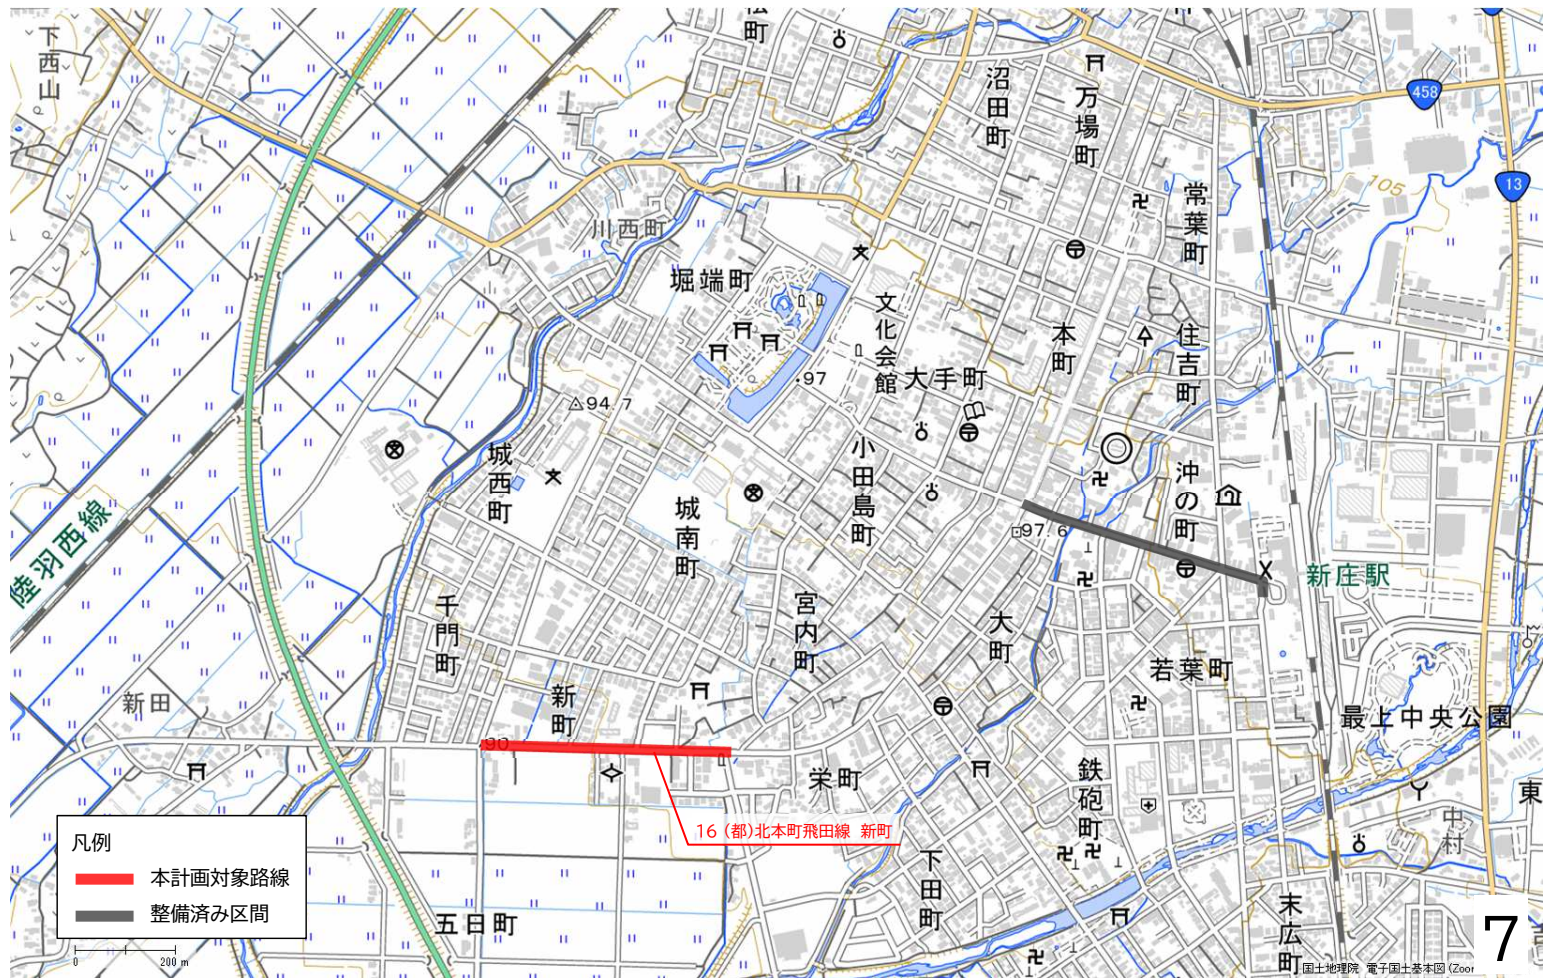 下西山
松町
沼田町
万場町
458
13
105
常葉町
川西町
堀端町
文化会館
本町
住吉町
大手町
97
94.7
小田島町
城西町
城南町
沖の町
97.6
陸羽西線
新庄駅
千門町
宮内町
大町
若葉町
新田
新町
最上中央公園
90
栄町
鉄砲町
東
中村
16 (都)北本町飛田線 新町
凡例
本計画対象路線
整備済み区間
下田町
五日町
末広町
0 200 m
7
国土地理院 電子国土基本図(Zoo